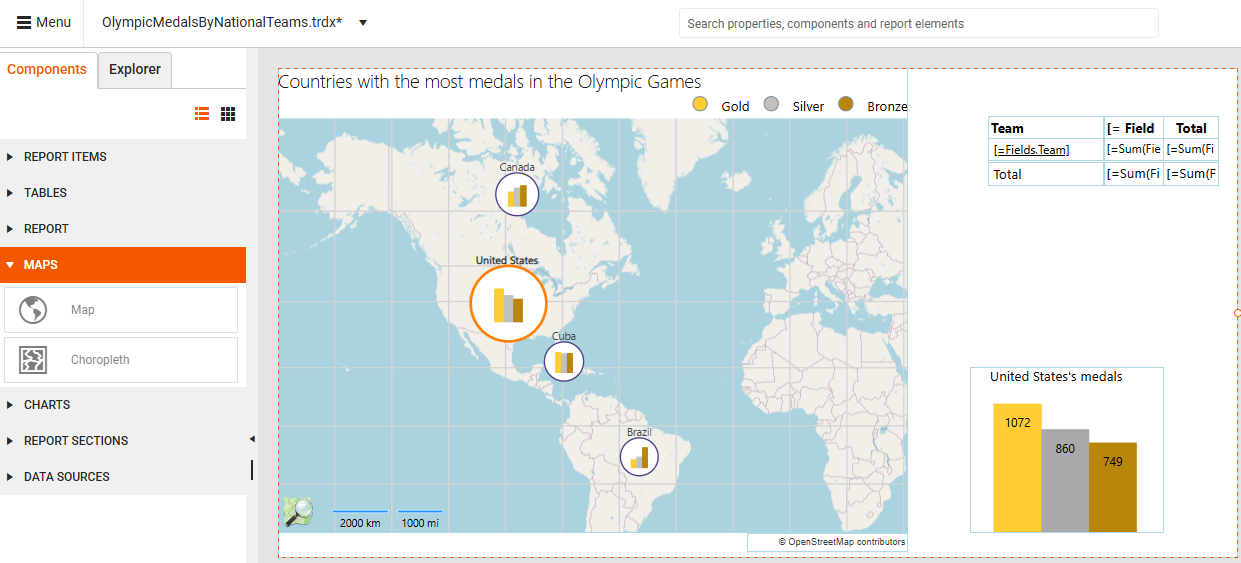 Menu
OlympicMedalsByNationalTeams.trdx*
Search properties, components and report elements
Components
Explorer
REPORT ITEMS
TABLES
REPORT
MAPS
Map
Choropleth
CHARTS
REPORT SECTIONS
DATA SOURCES
Countries with the most medals in the Olympic Games
Gold Silver Bronze
Canada
United States
Cuba
Brazil
2000 km 1000 mi
© OpenStreetMap contributors
Team [= Field Total
[=Fields.Team] [=Sum(Fie [=Sum(Fi
Total [=Sum(Fi [=Sum(F
United States's medals
1072
860
749